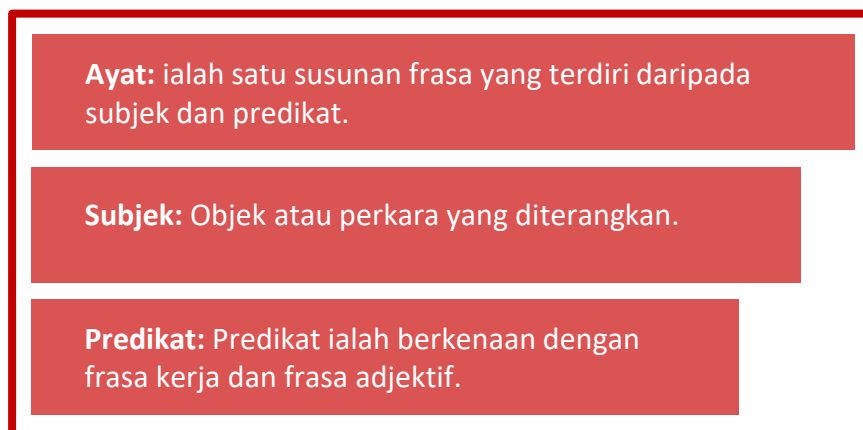 Ayat: ialah satu susunan frasa yang terdiri daripada
subjek dan predikat.
Subjek: Objek atau perkara yang diterangkan.
Predikat: Predikat ialah berkenaan dengan
frasa kerja dan frasa adjektif.